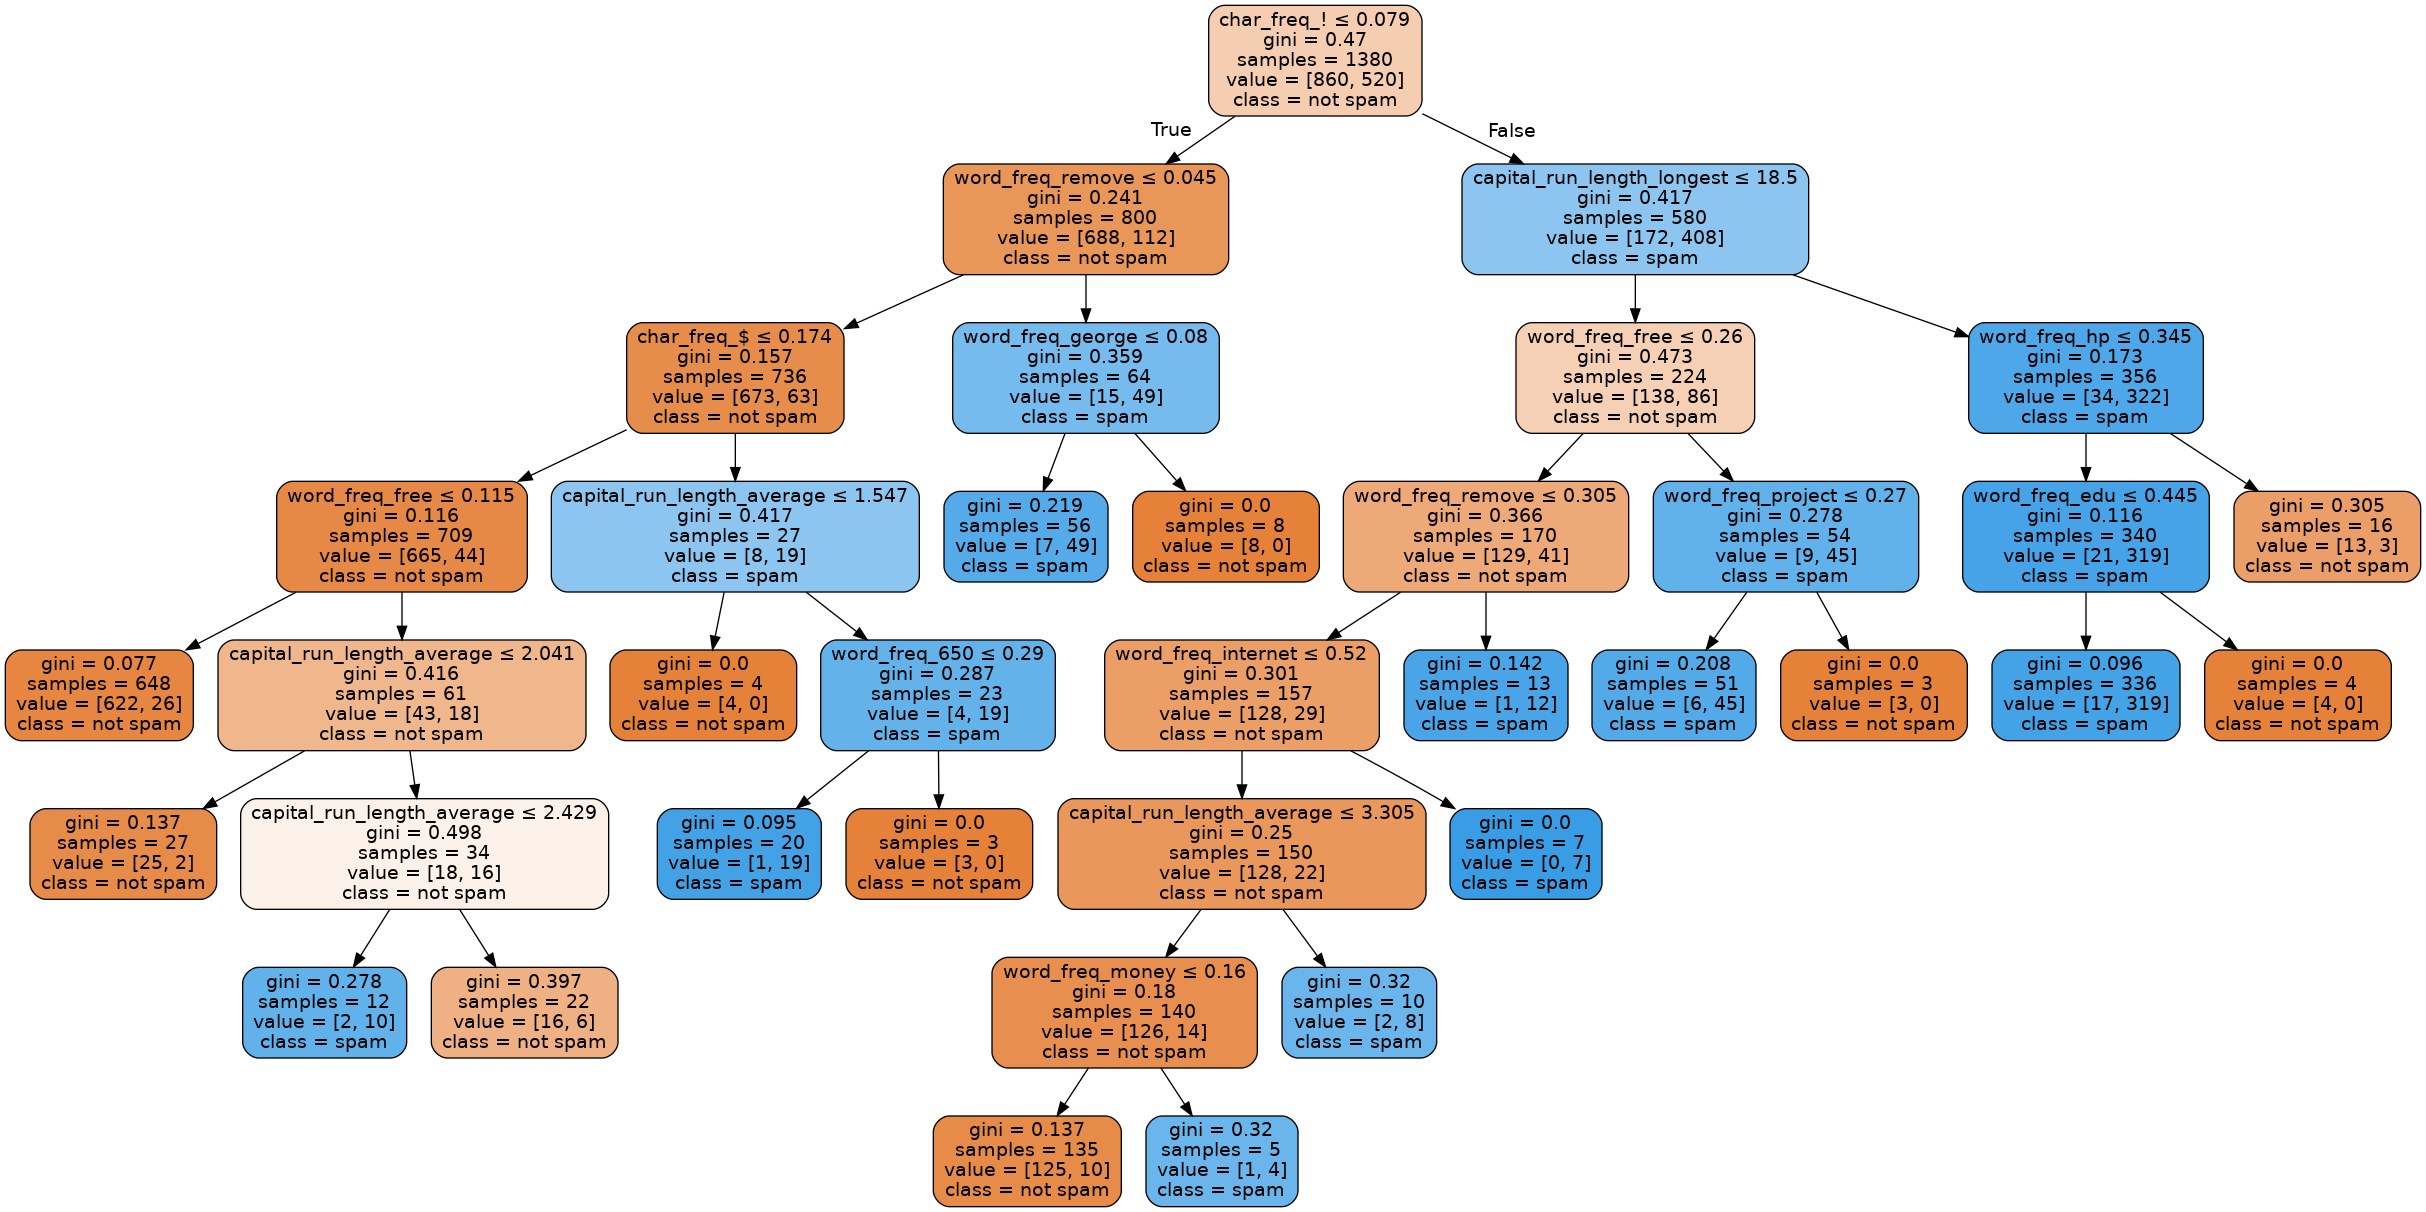 char_freq_! ≤ 0.079
gini = 0.47
samples = 1380
value = [860, 520]
class = not spam
True
False
word_freq_remove ≤ 0.045
gini = 0.241
samples = 800
value = [688, 112]
class = not spam
capital_run_length_longest ≤ 18.5
gini = 0.417
samples = 580
value = [172, 408]
class = spam
char_freq_$ ≤ 0.174
gini = 0.157
samples = 736
value = [673, 63]
class = not spam
word_freq_george ≤ 0.08
gini = 0.359
samples = 64
value = [15, 49]
class = spam
word_freq_free ≤ 0.26
gini = 0.473
samples = 224
value = [138, 86]
class = not spam
word_freq_hp ≤ 0.345
gini = 0.173
samples = 356
value = [34, 322]
class = spam
word_freq_free ≤ 0.115
gini = 0.116
samples = 709
value = [665, 44]
class = not spam
capital_run_length_average ≤ 1.547
gini = 0.417
samples = 27
value = [8, 19]
class = spam
gini = 0.219
samples = 56
value = [7, 49]
class = spam
gini = 0.0
samples = 8
value = [8, 0]
class = not spam
word_freq_remove ≤ 0.305
gini = 0.366
samples = 170
value = [129, 41]
class = not spam
word_freq_project ≤ 0.27
gini = 0.278
samples = 54
value = [9, 45]
class = spam
word_freq_edu ≤ 0.445
gini = 0.116
samples = 340
value = [21, 319]
class = spam
gini = 0.305
samples = 16
value = [13, 3]
class = not spam
gini = 0.077
samples = 648
value = [622, 26]
class = not spam
capital_run_length_average ≤ 2.041
gini = 0.416
samples = 61
value = [43, 18]
class = not spam
gini = 0.0
samples = 4
value = [4, 0]
class = not spam
word_freq_650 ≤ 0.29
gini = 0.287
samples = 23
value = [4, 19]
class = spam
word_freq_internet ≤ 0.52
gini = 0.301
samples = 157
value = [128, 29]
class = not spam
gini = 0.142
samples = 13
value = [1, 12]
class = spam
gini = 0.208
samples = 51
value = [6, 45]
class = spam
gini = 0.0
samples = 3
value = [3, 0]
class = not spam
gini = 0.096
samples = 336
value = [17, 319]
class = spam
gini = 0.0
samples = 4
value = [4, 0]
class = not spam
gini = 0.137
samples = 27
value = [25, 2]
class = not spam
capital_run_length_average ≤ 2.429
gini = 0.498
samples = 34
value = [18, 16]
class = not spam
gini = 0.095
samples = 20
value = [1, 19]
class = spam
gini = 0.0
samples = 3
value = [3, 0]
class = not spam
capital_run_length_average ≤ 3.305
gini = 0.25
samples = 150
value = [128, 22]
class = not spam
gini = 0.0
samples = 7
value = [0, 7]
class = spam
gini = 0.278
samples = 12
value = [2, 10]
class = spam
gini = 0.397
samples = 22
value = [16, 6]
class = not spam
word_freq_money ≤ 0.16
gini = 0.18
samples = 140
value = [126, 14]
class = not spam
gini = 0.32
samples = 10
value = [2, 8]
class = spam
gini = 0.137
samples = 135
value = [125, 10]
class = not spam
gini = 0.32
samples = 5
value = [1, 4]
class = spam